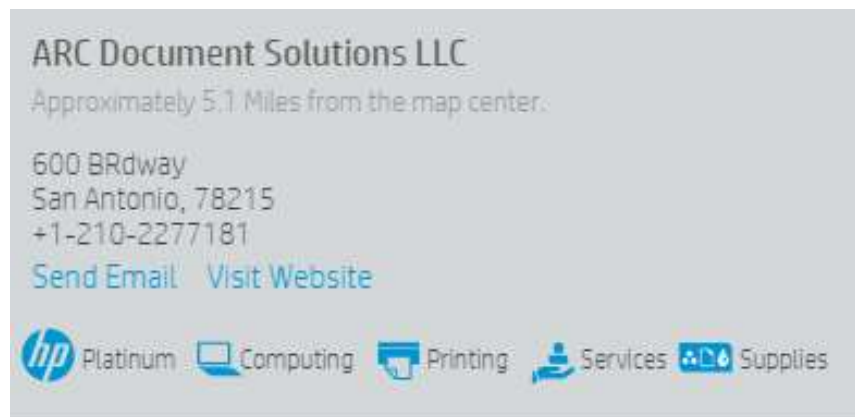 ARC Document Solutions LLC
Approximately 5.1 Miles from the map center.
600 BRdway
San Antonio, 78215
+1-210-2277181
Send Email Visit Website
hp Platinum Computing Printing Services Supplies